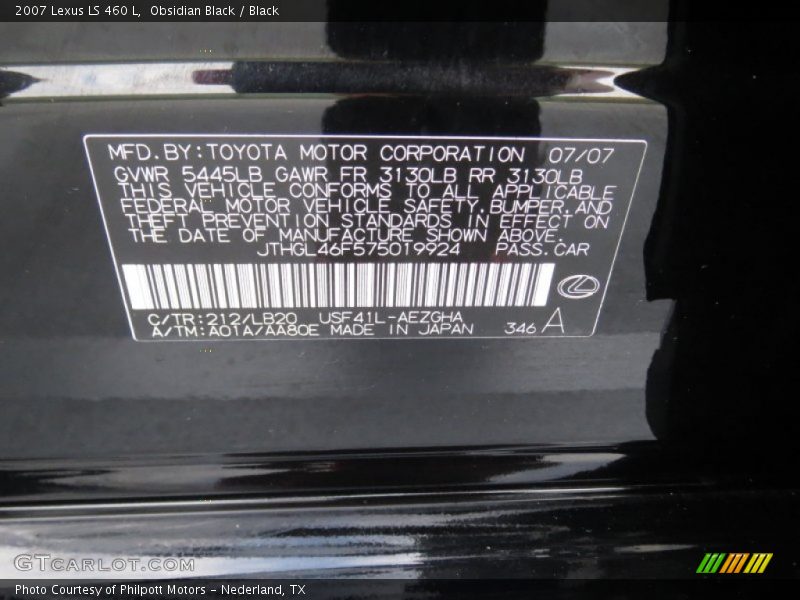 2007 Lexus LS 460 L, Obsidian Black / Black
MFD. BY: TOYOTA MOTOR CORPORATION 07/07
GVWR 5445LB GAWR FR 3130LB RR 3130LB
THIS VEHICLE CONFORMS TO ALL APPLICABLE
FEDERAL MOTOR VEHICLE SAFETY, BUMPER, AND
THEFT PREVENTION STANDARDS IN EFFECT ON
THE DATE OF MANUFACTURE SHOWN ABOVE.
JTHGL46F575019924 PASS. CAR
C/TR: 212/LB20 USF41L-AEZGHA
A/TM: A01A/AA80E MADE IN JAPAN 346 A
GTCARLOT.COM
Photo Courtesy of Philpott Motors - Nederland, TX